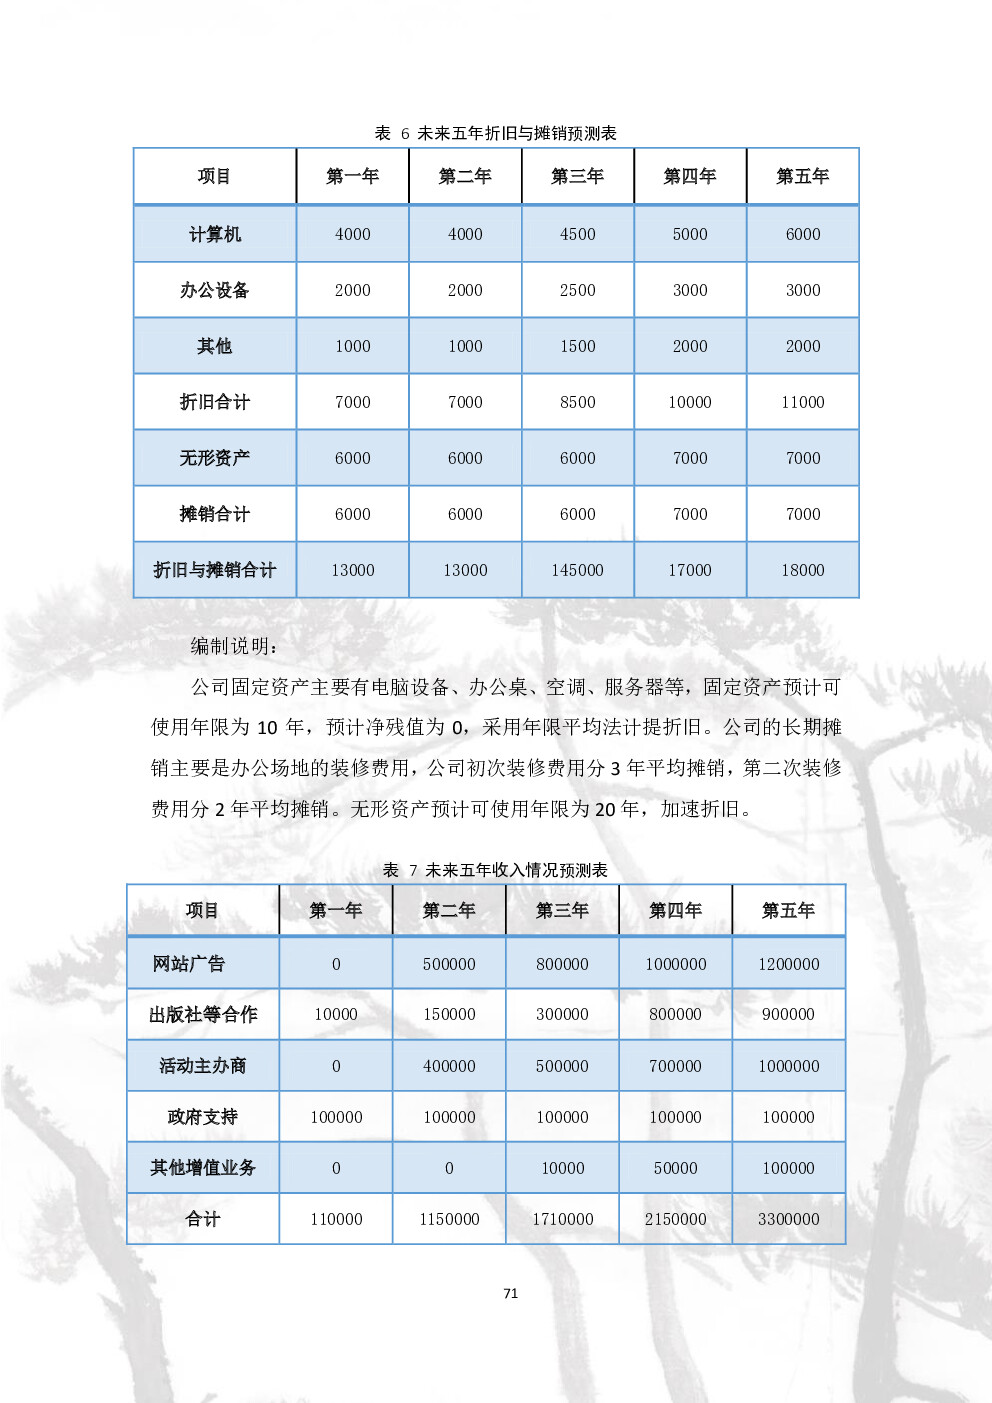 表 6 未来五年折旧与摊销预测表
项目 第一年 第二年 第三年 第四年 第五年
计算机 4000 4000 4500 5000 6000
办公设备 2000 2000 2500 3000 3000
其他 1000 1000 1500 2000 2000
折旧合计 7000 7000 8500 10000 11000
无形资产 6000 6000 6000 7000 7000
摊销合计 6000 6000 6000 7000 7000
折旧与摊销合计 13000 13000 145000 17000 18000
编制说明：
公司固定资产主要有电脑设备、办公桌、空调、服务器等，固定资产预计可
使用年限为 10 年，预计净残值为 0，采用年限平均法计提折旧。公司的长期摊
销主要是办公场地的装修费用，公司初次装修费用分 3 年平均摊销，第二次装修
费用分 2 年平均摊销。无形资产预计可使用年限为 20 年，加速折旧。
表 7 未来五年收入情况预测表
项目 第一年 第二年 第三年 第四年 第五年
网站广告 0 500000 800000 1000000 1200000
出版社等合作 10000 150000 300000 800000 900000
活动主办商 0 400000 500000 700000 1000000
政府支持 100000 100000 100000 100000 100000
其他增值业务 0 0 10000 50000 100000
合计 110000 1150000 1710000 2150000 3300000
71